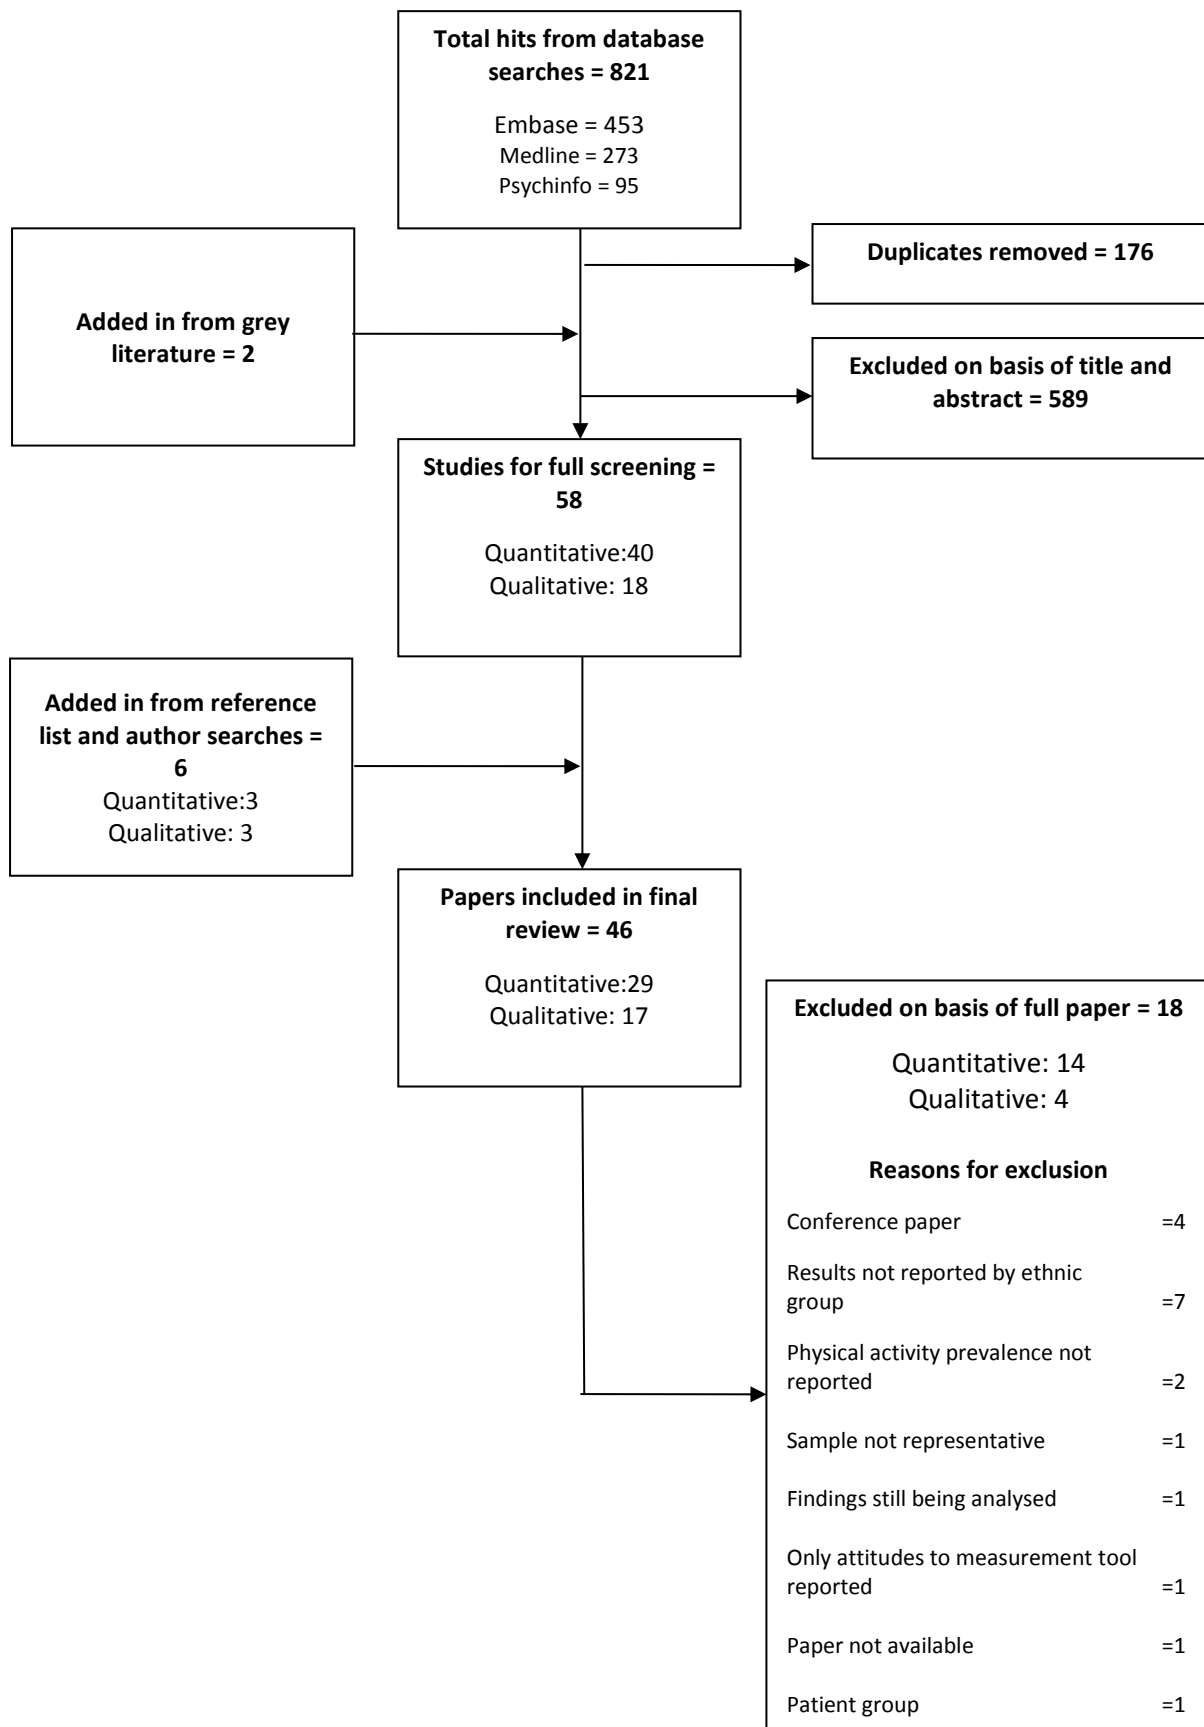 Total hits from database
searches = 821
Embase = 453
Medline = 273
Psychinfo = 95
Duplicates removed = 176
Added in from grey
literature = 2
Excluded on basis of title and
abstract = 589
Studies for full screening =
58
Quantitative:40
Qualitative: 18
Added in from reference
list and author searches =
6
Quantitative:3
Qualitative: 3
Papers included in final
review = 46
Quantitative:29
Qualitative: 17
Excluded on basis of full paper = 18
Quantitative: 14
Qualitative: 4
Reasons for exclusion
Conference paper =4
Results not reported by ethnic
group =7
Physical activity prevalence not
reported =2
Sample not representative =1
Findings still being analysed =1
Only attitudes to measurement tool
reported =1
Paper not available =1
Patient group =1